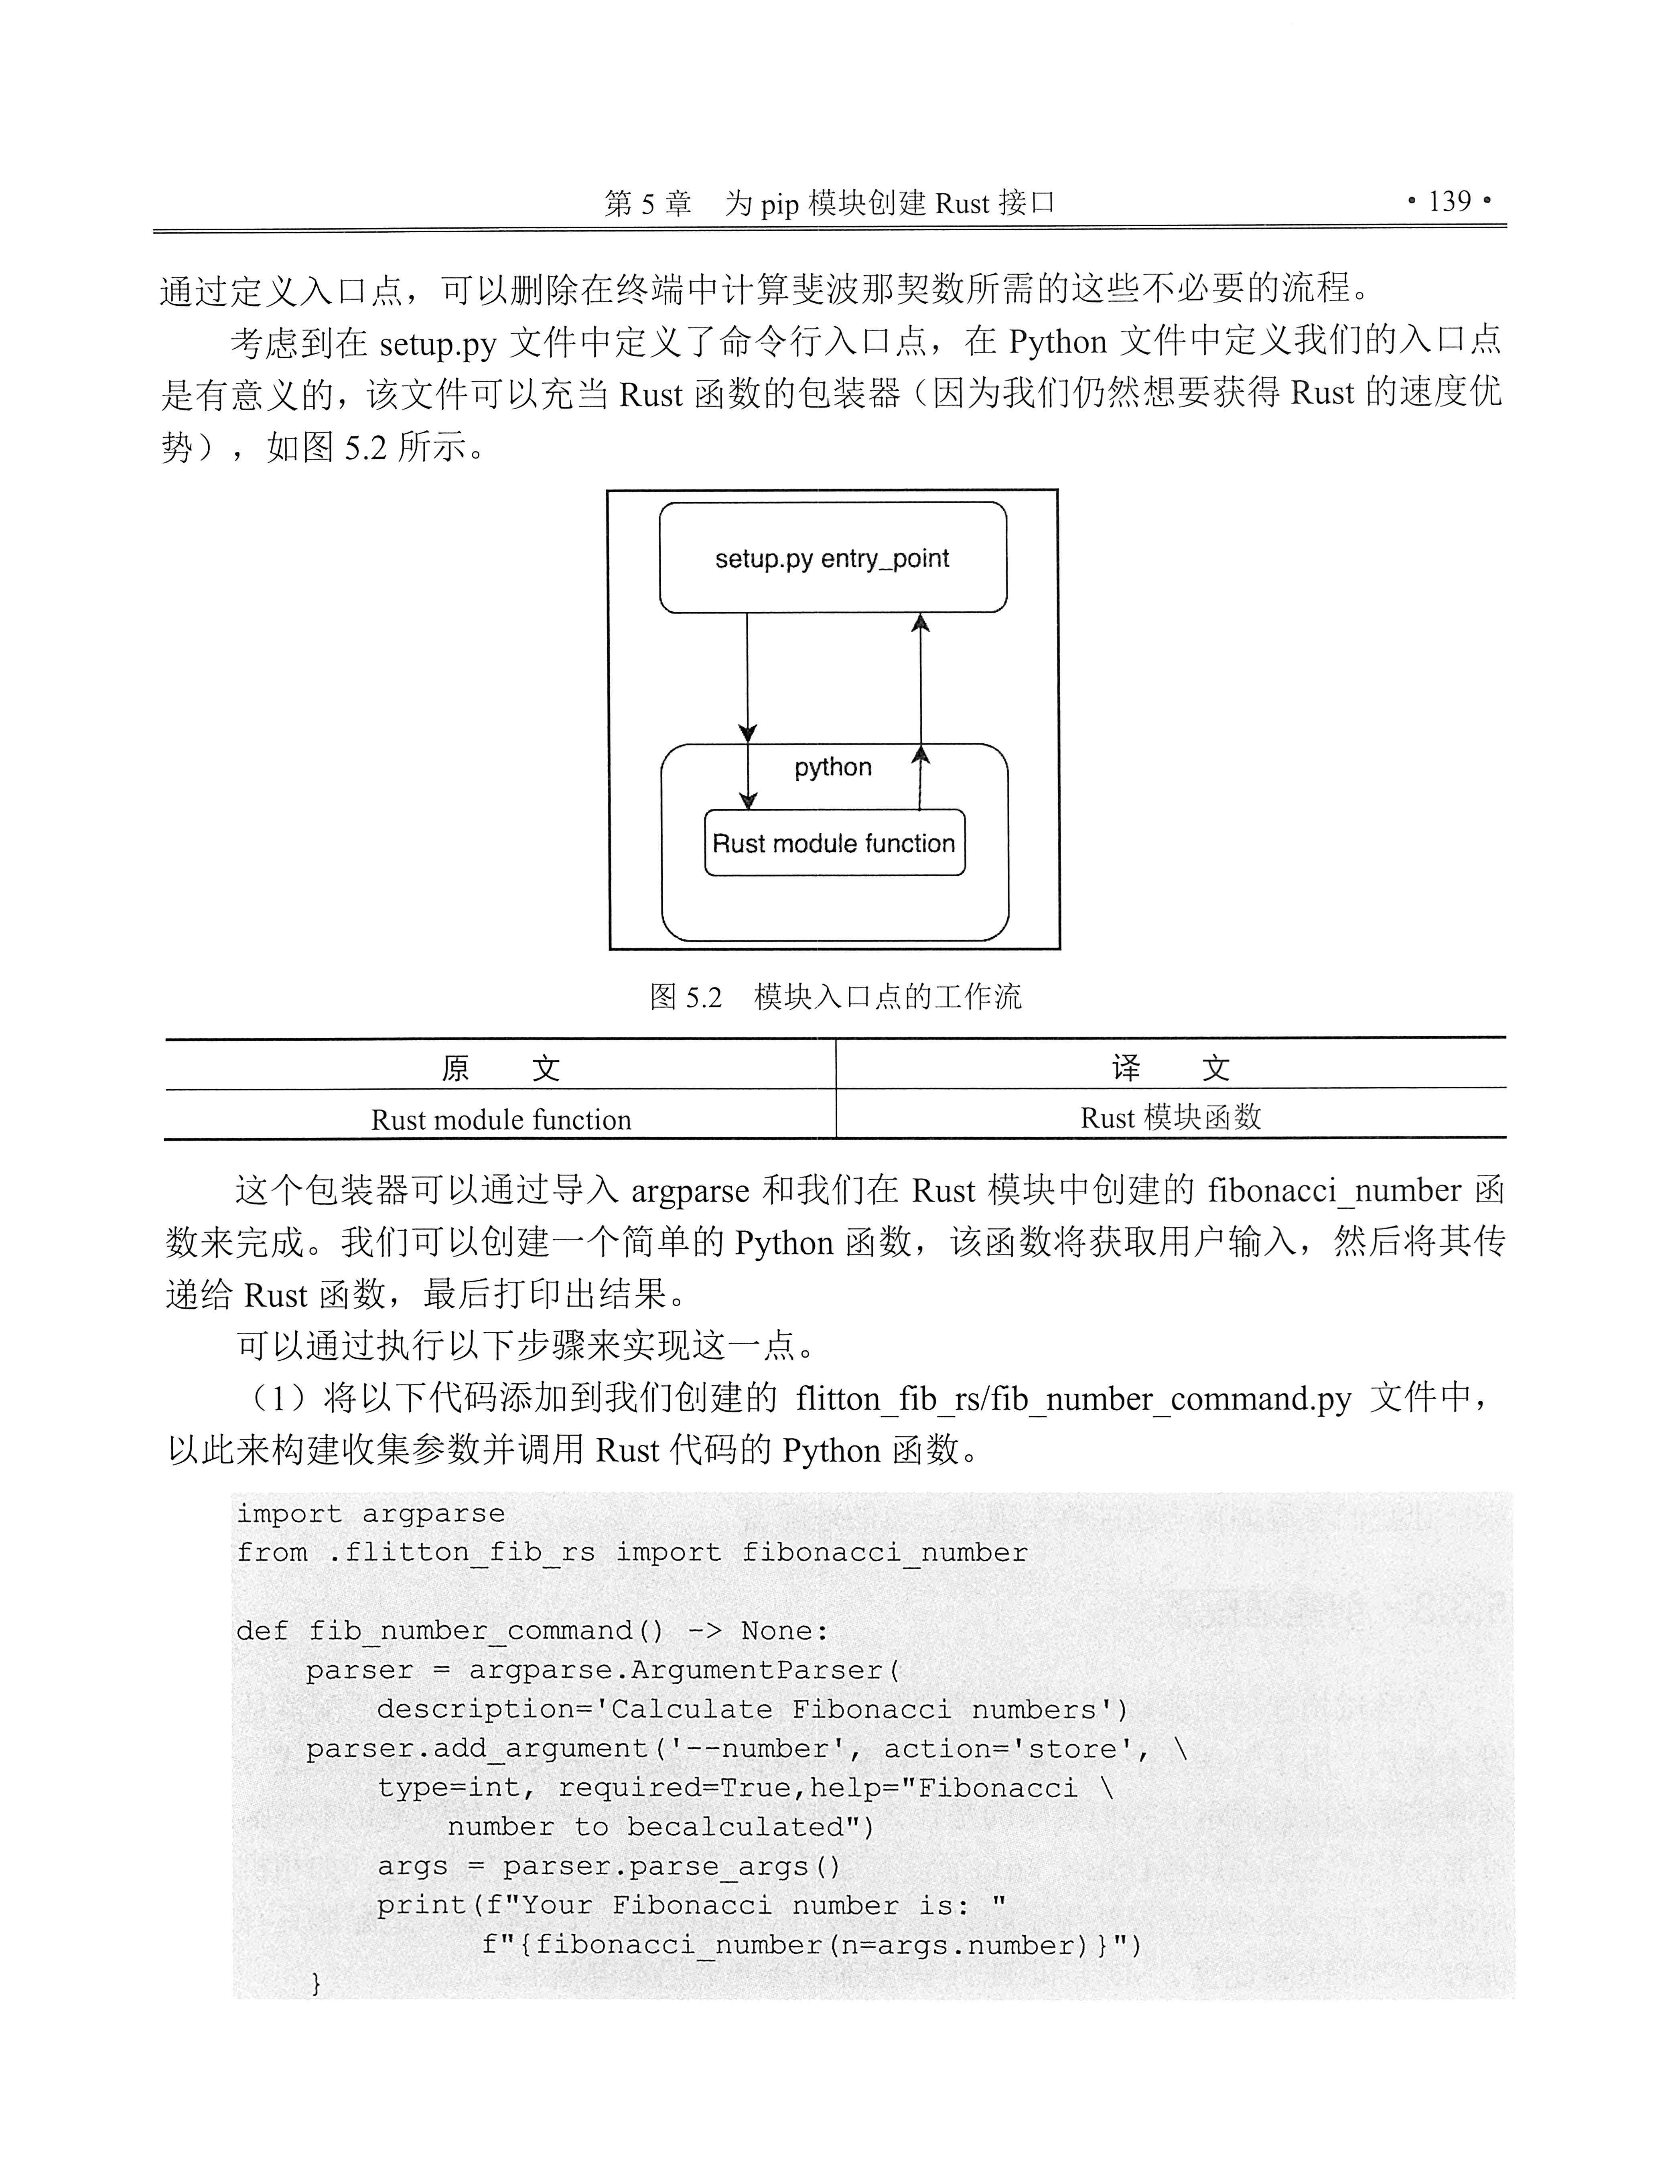 第 5 章　为 pip 模块创建 Rust 接口　• 139 •
通过定义入口点，可以删除在终端中计算斐波那契数所需的这些不必要的流程。
考虑到在 setup.py 文件中定义了命令行入口点，在 Python 文件中定义我们的入口点
是有意义的，该文件可以充当 Rust 函数的包装器（因为我们仍然想要获得 Rust 的速度优
势），如图 5.2 所示。
setup.py entry_point
python
Rust module function
图 5.2　模块入口点的工作流
原　文　译　文
Rust module function　Rust 模块函数
这个包装器可以通过导入 argparse 和我们在 Rust 模块中创建的 fibonacci_number 函
数来完成。我们可以创建一个简单的 Python 函数，该函数将获取用户输入，然后将其传
递给 Rust 函数，最后打印出结果。
可以通过执行以下步骤来实现这一点。
（1）将以下代码添加到我们创建的 flitton_fib_rs/fib_number_command.py 文件中，
以此来构建收集参数并调用 Rust 代码的 Python 函数。
import argparse
from .flitton_fib_rs import fibonacci_number
def fib_number_command() -> None:
    parser = argparse.ArgumentParser(
        description='Calculate Fibonacci numbers')
    parser.add_argument('--number', action='store', \
        type=int, required=True,help="Fibonacci \
            number to becalculated")
        args = parser.parse_args()
        print(f"Your Fibonacci number is: "
              f"{fibonacci_number(n=args.number)}")
    }